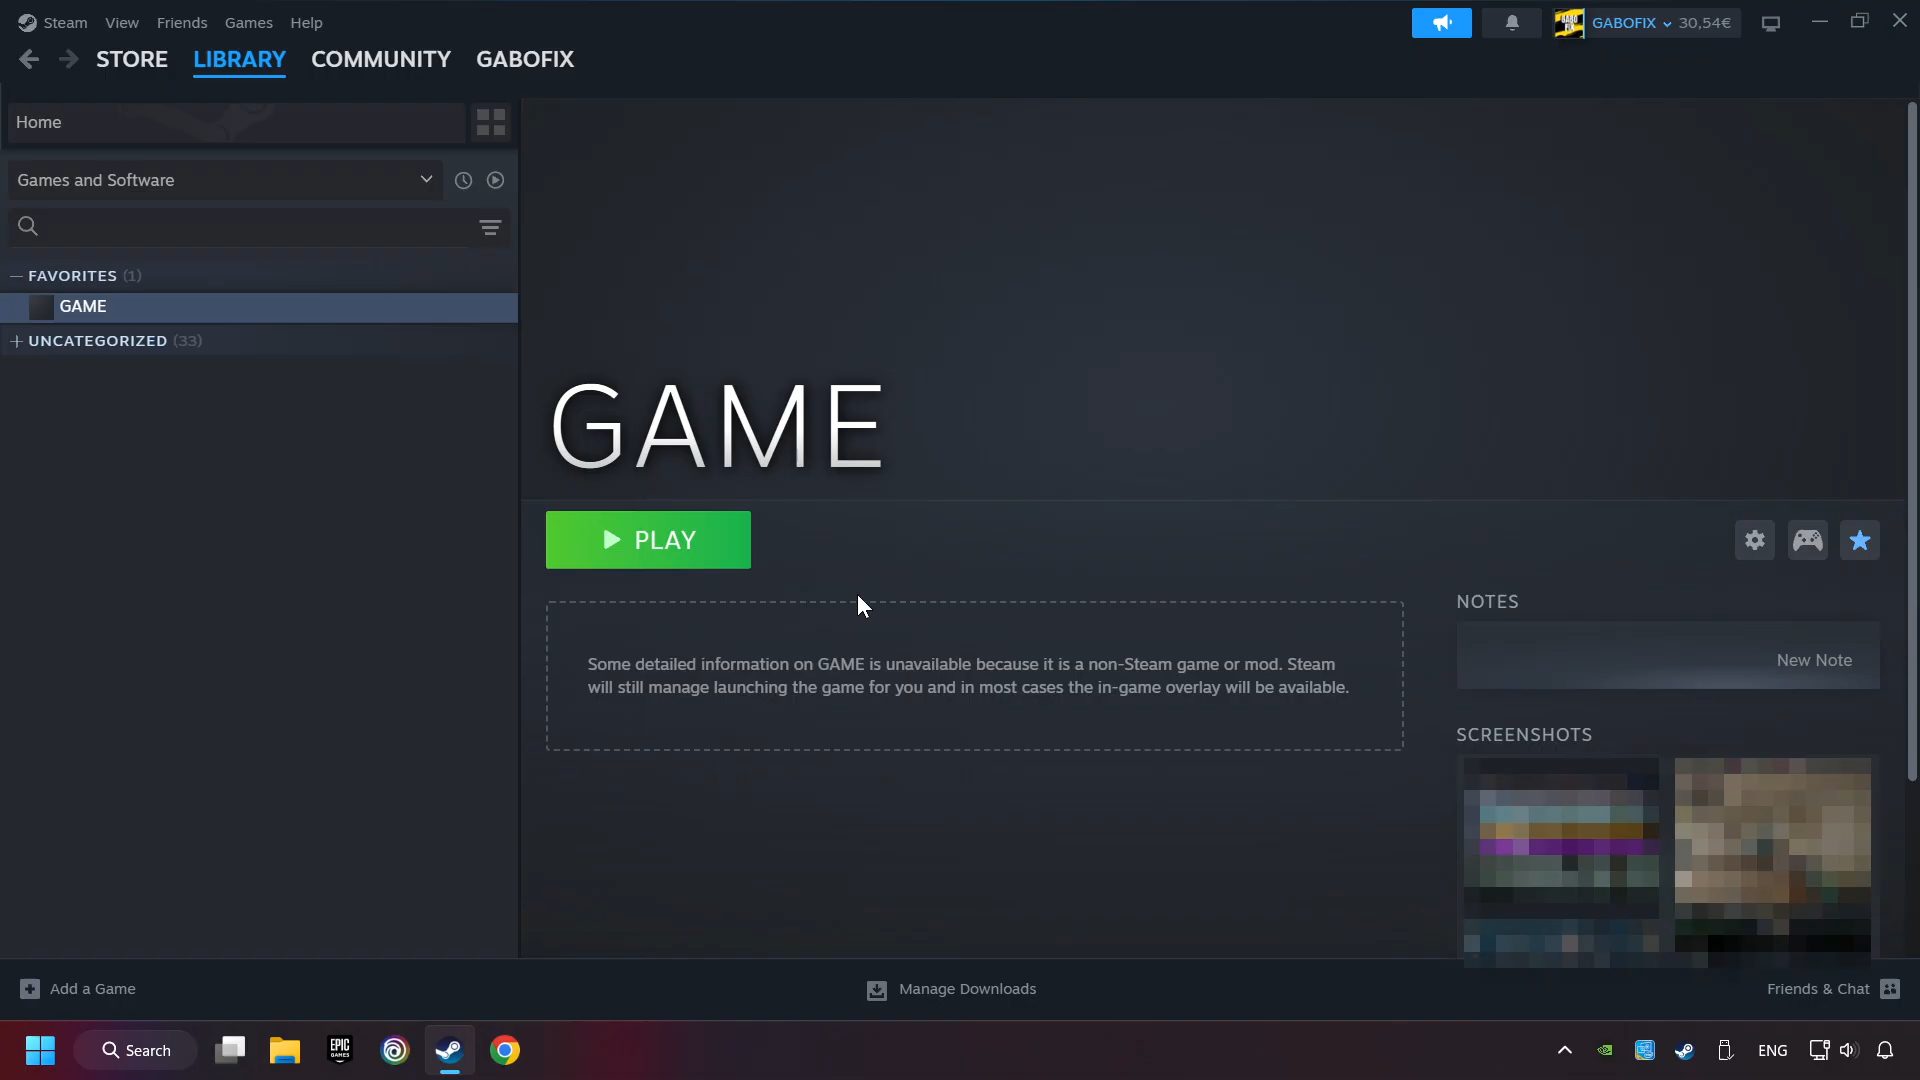 Steam View Friends Games Help
GABOFIX 30,54€
STORE LIBRARY COMMUNITY GABOFIX
Home
Games and Software
FAVORITES (1)
GAME
UNCATEGORIZED (33)
GAME
PLAY
Some detailed information on GAME is unavailable because it is a non-Steam game or mod. Steam
will still manage launching the game for you and in most cases the in-game overlay will be available.
NOTES
New Note
SCREENSHOTS
Add a Game
Manage Downloads
Friends & Chat
Search
EPIC
GAMES
ENG